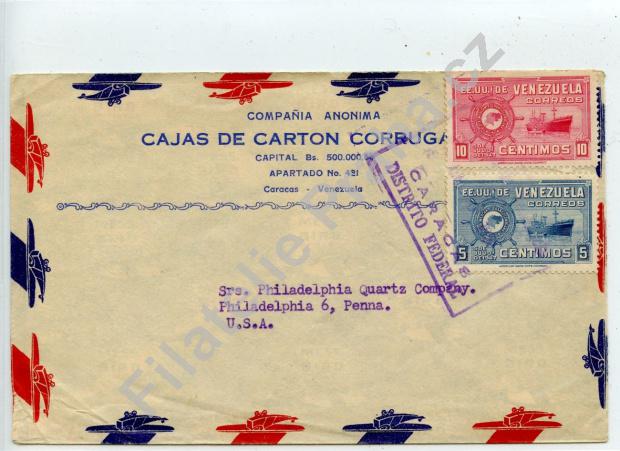 COMPAÑIA ANONIMA
CAJAS DE CARTON CORRUGA
CAPITAL Bs. 500.000.
APARTADO No. 421
Caracas - Venezuela
EE.UU. DE VENEZUELA
CORREOS
10 CENTIMOS 10
EE.UU. DE VENEZUELA
CORREOS
5 CENTIMOS 5
CARACAS
DISTRITO FEDERAL
Srs. Philadelphia Quartz Company.
Philadelphia 6, Penna.
U.S.A.
Filatelie